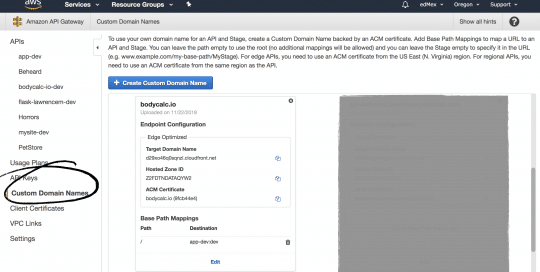 aws
Services
Resource Groups
edMex
Oregon
Support
Amazon API Gateway
Custom Domain Names
Show all hints
?
APIs
app-dev
Beheard
bodycalc-io-dev
flask-lawrencem-dev
Horrors
mysite-dev
PetStore
Usage Plans
API Keys
Custom Domain Names
Client Certificates
VPC Links
Settings
To use your own domain name for an API and Stage, create a Custom Domain Name backed by an ACM certificate. Add Base Path Mappings to map a URL to an
API and Stage. You can leave the path empty to use the root (no additional mappings will be allowed) and you can leave the Stage empty to specify it in the URL
(e.g. www.example.com/my-base-path/MyStage). For edge APIs, you need to use an ACM certificate from the US East (N. Virginia) region. For regional APIs, you
need to use an ACM certificate from the same region as the API.
+ Create Custom Domain Name
bodycalc.io
Uploaded on 11/22/2018
Endpoint Configuration
Edge Optimized
Target Domain Name
d29xo46q9sqnzl.cloudfront.net
Hosted Zone ID
Z2FDTNDATAQYW2
ACM Certificate
bodycalc.io (8fcb44e4)
Base Path Mappings
Path
Destination
/
app-dev:dev
Edit